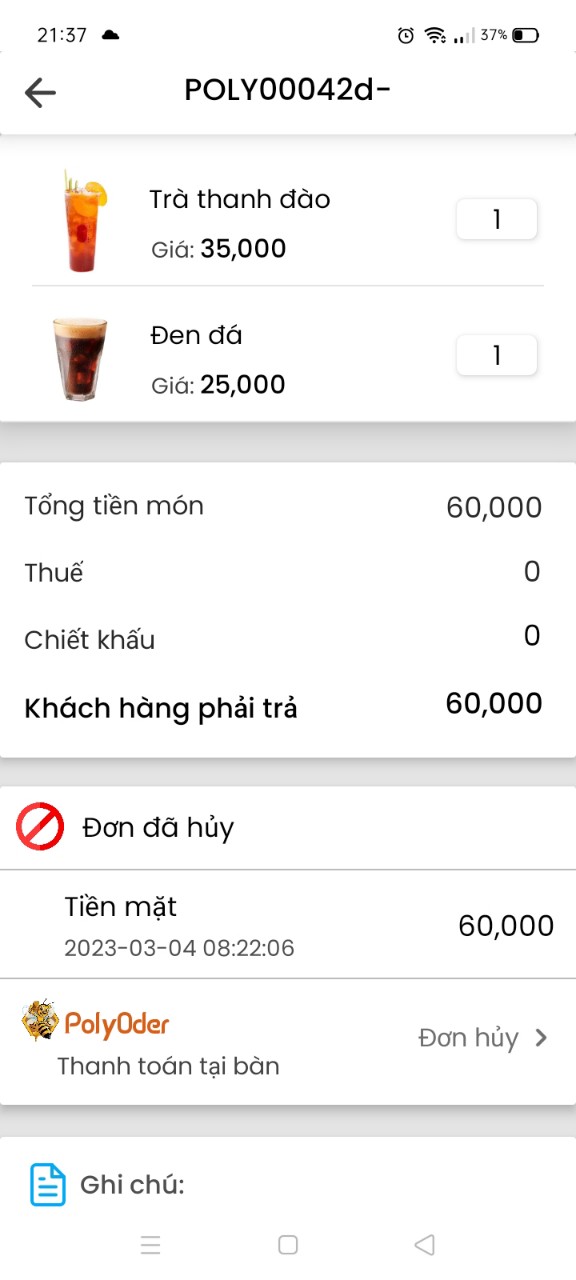 21:37
37%
POLY00042d-
Trà thanh đào
1
Giá: 35,000
Đen đá
1
Giá: 25,000
Tổng tiền món 60,000
Thuế 0
Chiết khấu 0
Khách hàng phải trả 60,000
Đơn đã hủy
Tiền mặt
60,000
2023-03-04 08:22:06
PolyOder
Đơn hủy
Thanh toán tại bàn
Ghi chú: